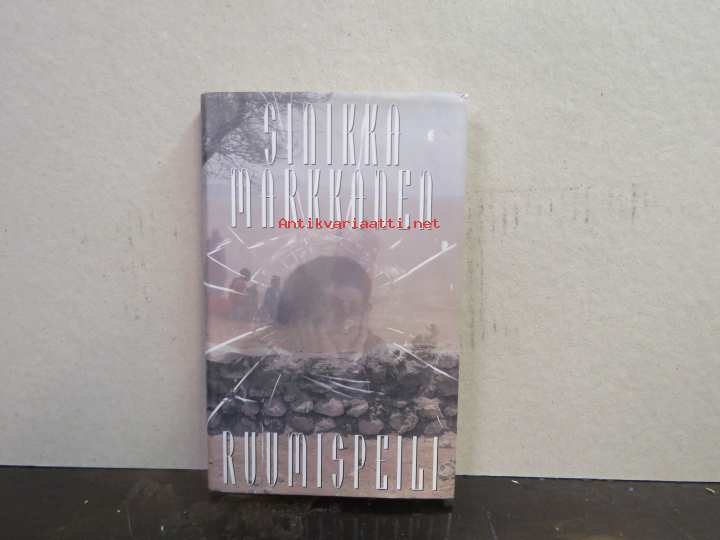 SINIKKA
MARKKANEN
Antikvariaatti.net
RUUMISPEILI